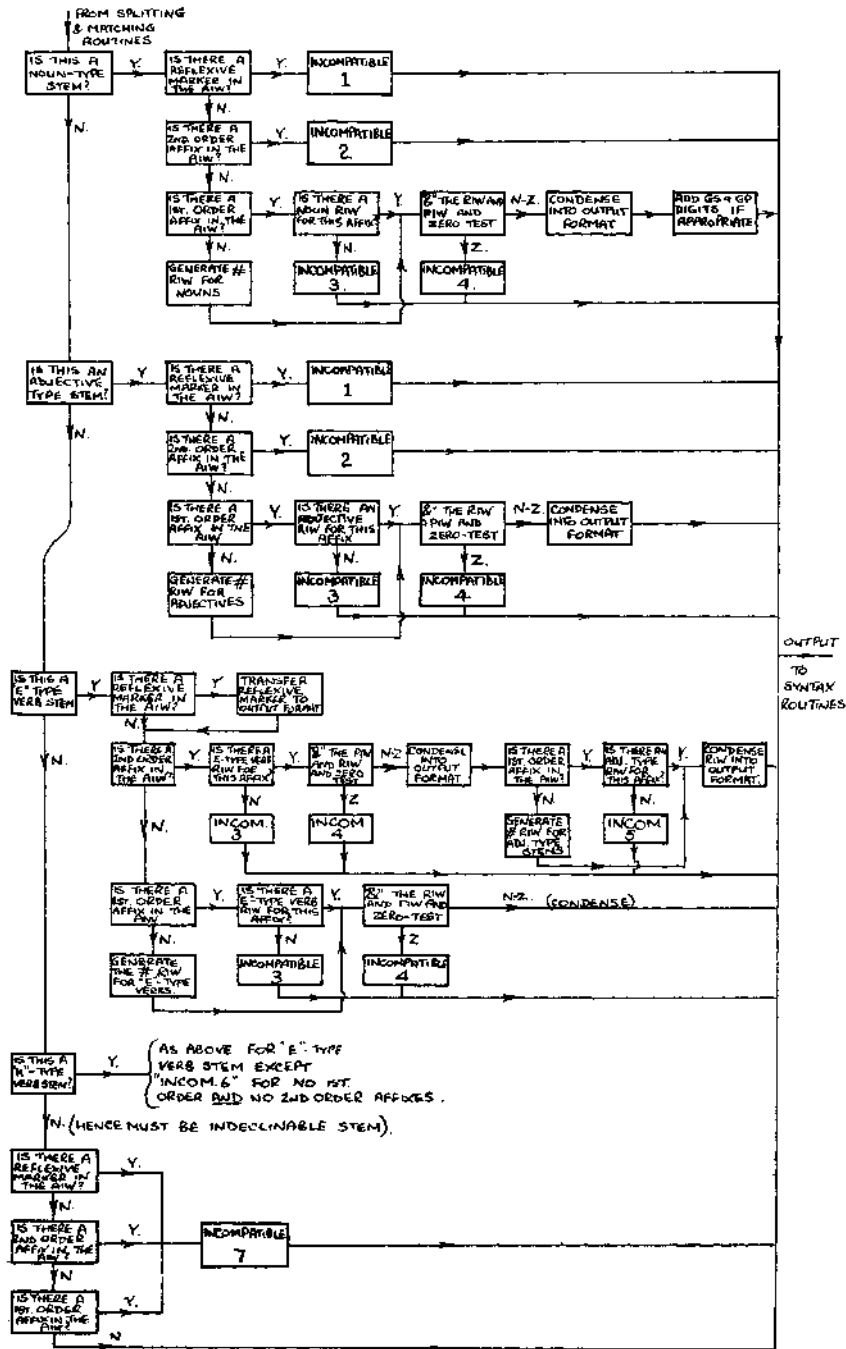 FROM SPLITTING
& MATCHING
ROUTINES
IS THIS A
NOUN-TYPE
STEM?
Y.
IS THERE A
REFLEXIVE
MARKER IN
THE AIW?
Y.
INCOMPATIBLE
1
N.
N.
IS THERE A
2ND. ORDER
AFFIX IN THE
AIW?
Y.
INCOMPATIBLE
2.
N.
IS THERE A
1ST. ORDER
AFFIX IN THE
AIW?
Y.
IS THERE A
NOUN RIW
FOR THIS AFFIX
Y.
"&" THE RIW AND
PIW AND
ZERO TEST
N-Z.
CONDENSE
INTO OUTPUT
FORMAT
ADD GS & GP
DIGITS IF
APPROPRIATE
N.
N.
Z.
GENERATE #
RIW FOR
NOUNS
INCOMPATIBLE
3.
INCOMPATIBLE
4.
IS THIS AN
ADJECTIVE
TYPE STEM?
Y
IS THERE A
REFLEXIVE
MARKER IN
THE AIW?
Y.
INCOMPATIBLE
1
N.
N.
IS THERE A
2ND. ORDER
AFFIX IN THE
AIW?
Y.
INCOMPATIBLE
2
N.
IS THERE A
1ST. ORDER
AFFIX IN THE
AIW
Y.
IS THERE AN
ADJECTIVE
RIW FOR THIS
AFFIX
Y.
"&" THE RIW
& PIW AND
ZERO-TEST
N-Z.
CONDENSE
INTO OUTPUT
FORMAT
N.
N.
Z.
GENERATE #
RIW FOR
ADJECTIVES
INCOMPATIBLE
3
INCOMPATIBLE
4
OUTPUT
TO
SYNTAX
ROUTINES
IS THIS A
"E" TYPE
VERB STEM
Y
IS THERE A
REFLEXIVE
MARKER IN
THE AIW?
Y
TRANSFER
REFLEXIVE
MARKER TO
OUTPUT FORMAT
N.
N.
IS THERE A
2ND ORDER
AFFIX IN THE
AIW?
Y.
IS THERE A
E-TYPE VERB
RIW FOR
THIS AFFIX?
Y.
"&" THE PIW
AND RIW
AND ZERO
TEST
N-Z
CONDENSE
INTO
OUTPUT
FORMAT
IS THERE A
1ST. ORDER
AFFIX IN
THE AIW?
Y.
IS THERE AN
ADJ. TYPE
RIW FOR
THIS AFFIX?
Y.
CONDENSE
RIW INTO
OUTPUT
FORMAT.
N.
N
Z
N.
N.
INCOM.
3
INCOM
4
GENERATE
# RIW FOR
ADJ. TYPE
STEMS
INCOM
5
IS THERE A
1ST. ORDER
AFFIX IN
THE AIW
Y.
IS THERE A
E-TYPE VERB
RIW FOR THIS
AFFIX?
Y.
"&" THE RIW
AND PIW AND
ZERO-TEST
N-Z. (CONDENSE)
N.
N
Z
GENERATE
THE # RIW
FOR "E"-TYPE
VERBS.
INCOMPATIBLE
3
INCOMPATIBLE
4
IS THIS A
"H"-TYPE
VERB STEM?
Y.
AS ABOVE FOR "E"-TYPE
VERB STEM EXCEPT
"INCOM. 6" FOR NO 1ST.
ORDER AND NO 2ND ORDER AFFIXES.
N. (HENCE MUST BE INDECLINABLE STEM).
IS THERE A
REFLEXIVE
MARKER IN
THE AIW?
Y.
N.
IS THERE A
2ND ORDER
AFFIX IN THE
AIW?
Y.
INCOMPATIBLE
7
N
IS THERE A
1ST. ORDER
AFFIX IN THE
AIW?
Y.
N